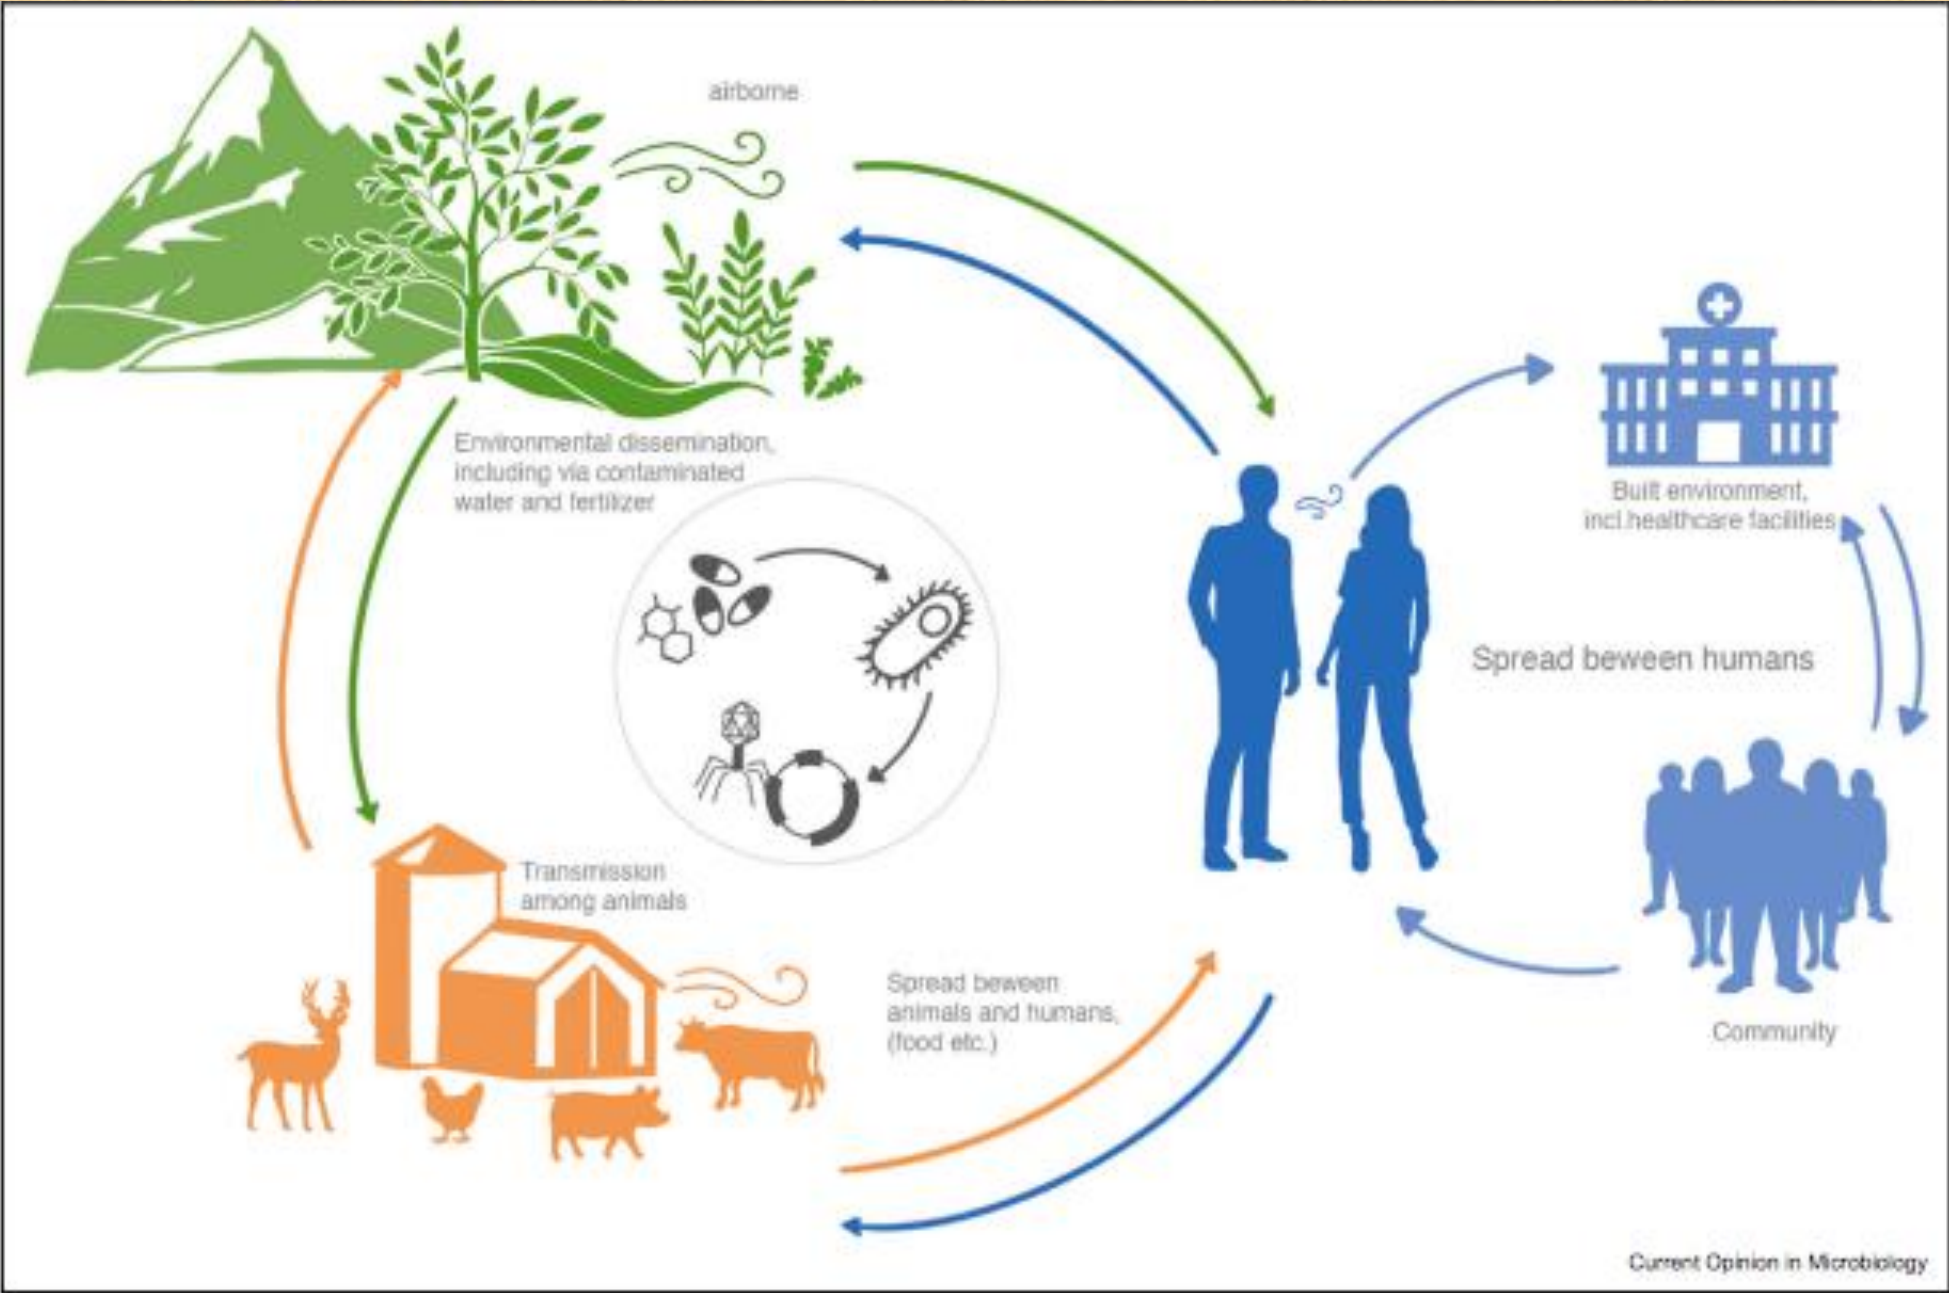 airborne
Environmental dissemination,
including via contaminated
water and fertilizer
Built environment,
incl.healthcare facilities
Spread beween humans
Transmission
among animals
Spread beween
animals and humans,
(food etc.)
Community
Current Opinion in Microbiology